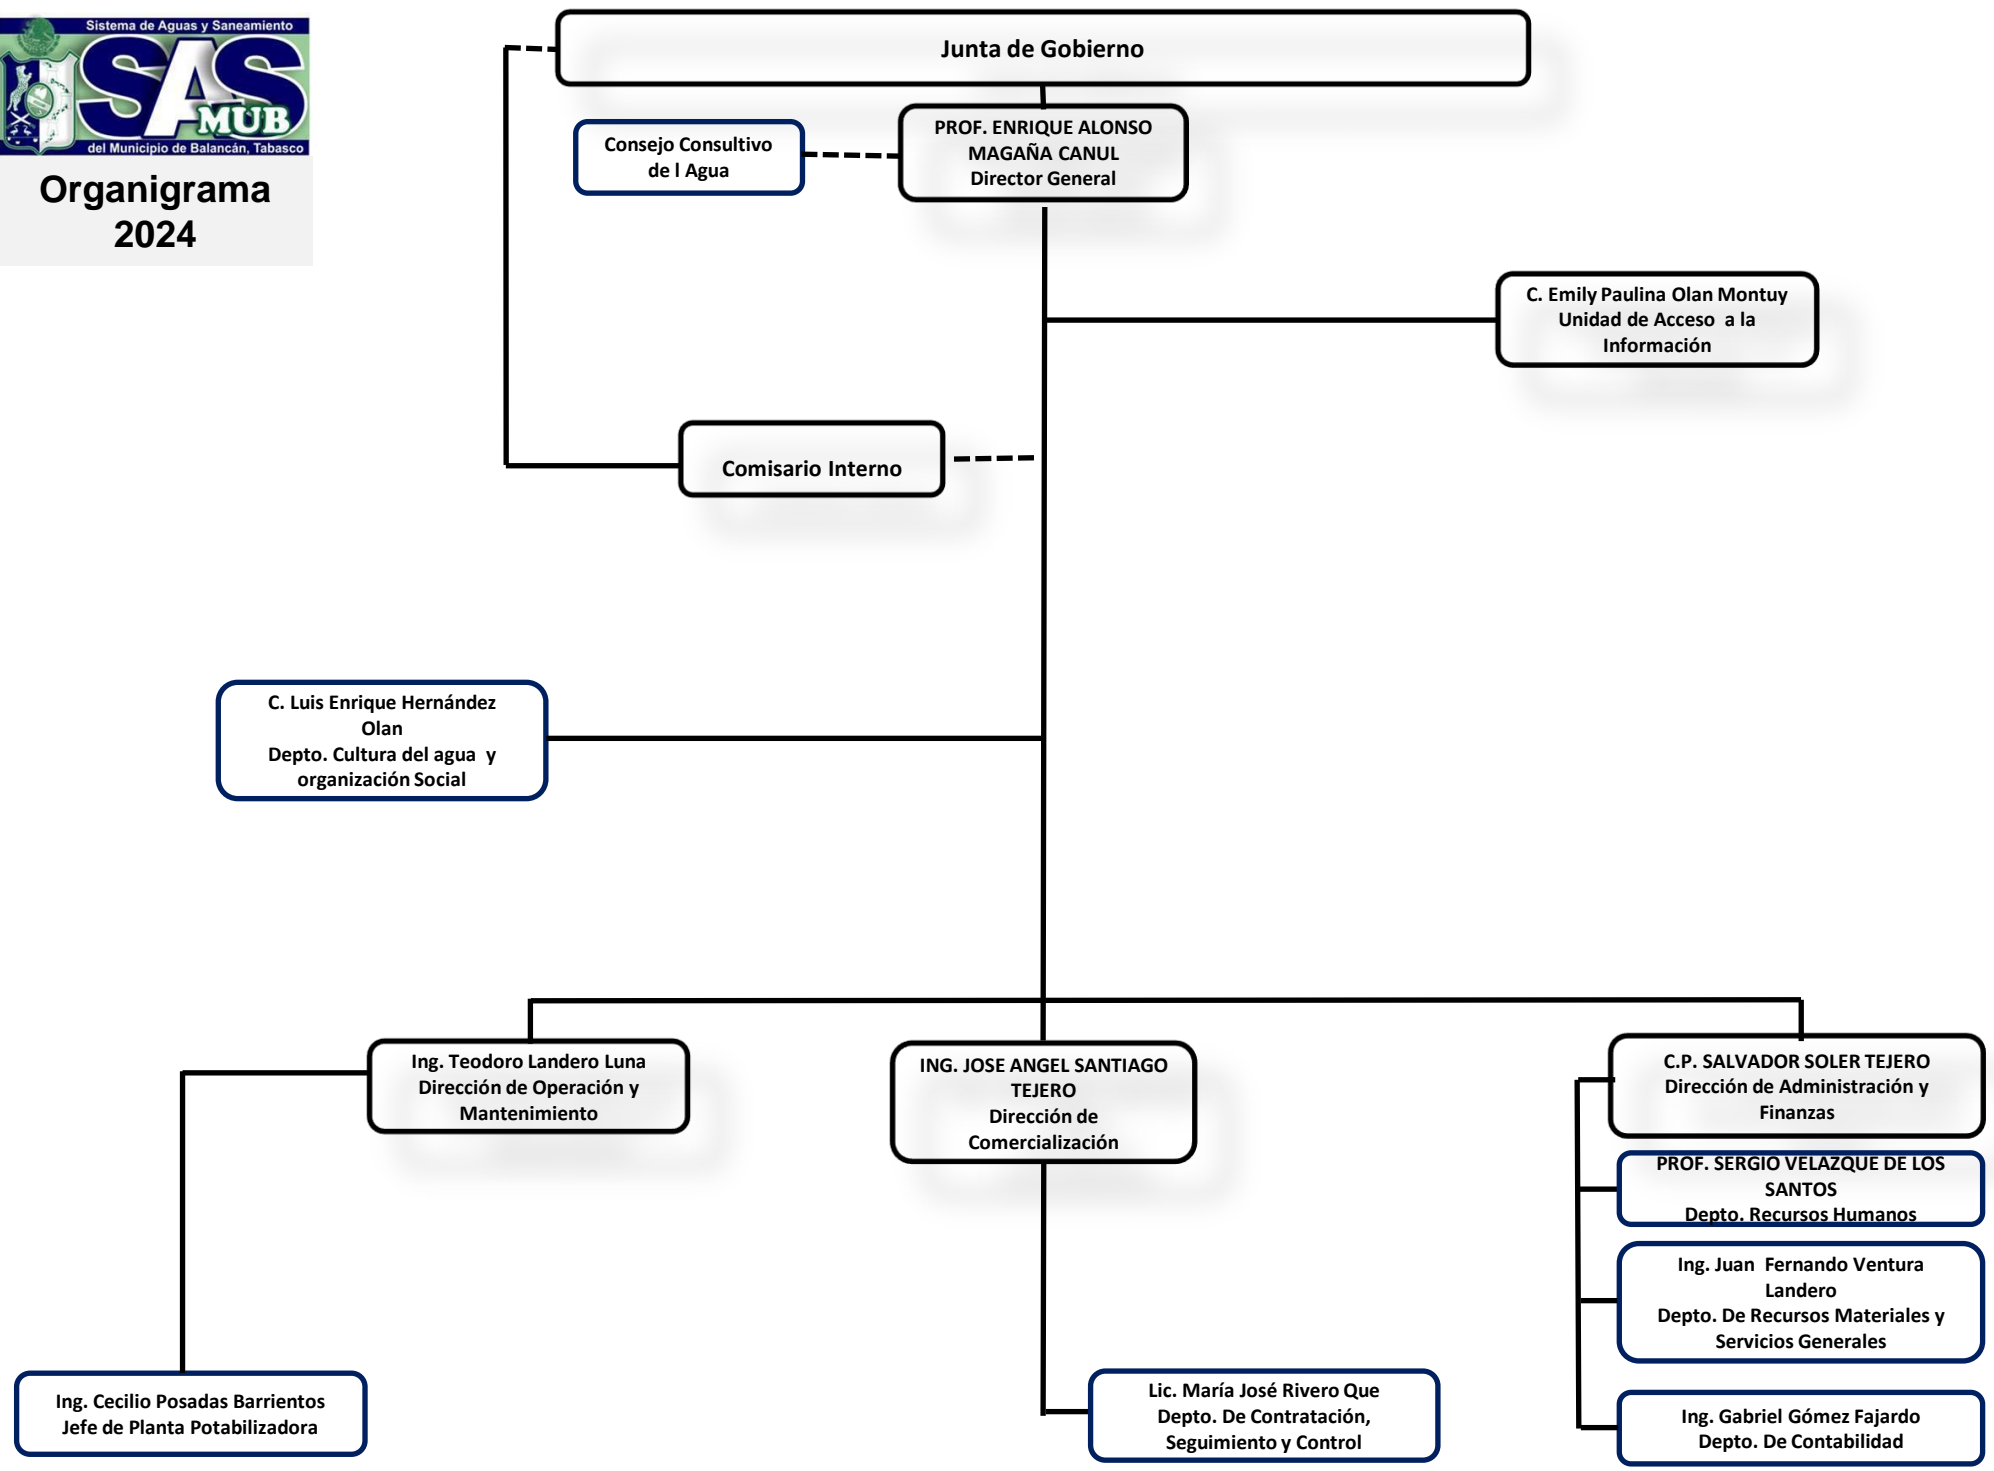 Sistema de Aguas y Saneamiento
SAS
MUB
del Municipio de Balancán, Tabasco
Organigrama
2024
Junta de Gobierno
Consejo Consultivo
de l Agua
PROF. ENRIQUE ALONSO
MAGAÑA CANUL
Director General
C. Emily Paulina Olan Montuy
Unidad de Acceso  a la
Información
Comisario Interno
C. Luis Enrique Hernández
Olan
Depto. Cultura del agua  y
organización Social
Ing. Teodoro Landero Luna
Dirección de Operación y
Mantenimiento
ING. JOSE ANGEL SANTIAGO
TEJERO
Dirección de
Comercialización
C.P. SALVADOR SOLER TEJERO
Dirección de Administración y
Finanzas
PROF. SERGIO VELAZQUE DE LOS
SANTOS
Depto. Recursos Humanos
Ing. Juan  Fernando Ventura
Landero
Depto. De Recursos Materiales y
Servicios Generales
Ing. Cecilio Posadas Barrientos
Jefe de Planta Potabilizadora
Lic. María José Rivero Que
Depto. De Contratación,
Seguimiento y Control
Ing. Gabriel Gómez Fajardo
Depto. De Contabilidad